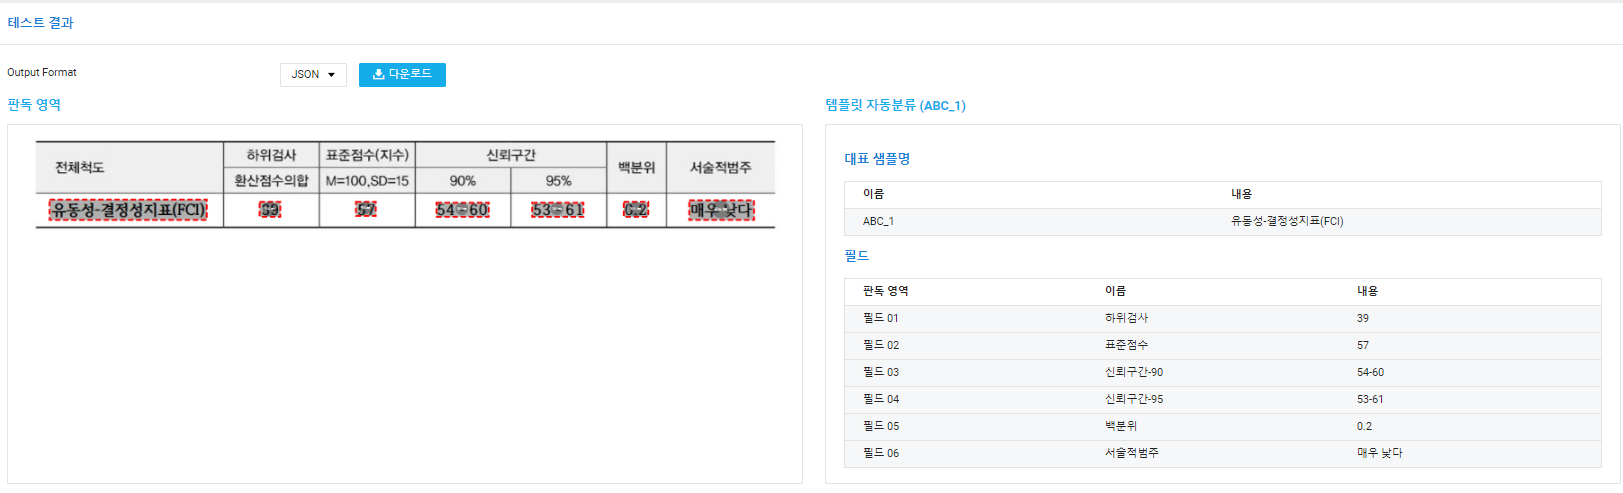 테스트 결과
Output Format
JSON
다운로드
판독 영역
템플릿 자동분류 (ABC_1)
전체척도 하위검사 표준점수(지수) 신뢰구간 백분위 서술적범주
환산점수의합 M=100,SD=15 90% 95%
유동성-결정성지표(FCI) 39 57 54-60 53-61 0.2 매우 낮다
대표 샘플명
이름 내용
ABC_1 유동성-결정성지표(FCI)
필드
판독 영역 이름 내용
필드 01 하위검사 39
필드 02 표준점수 57
필드 03 신뢰구간-90 54-60
필드 04 신뢰구간-95 53-61
필드 05 백분위 0.2
필드 06 서술적범주 매우 낮다